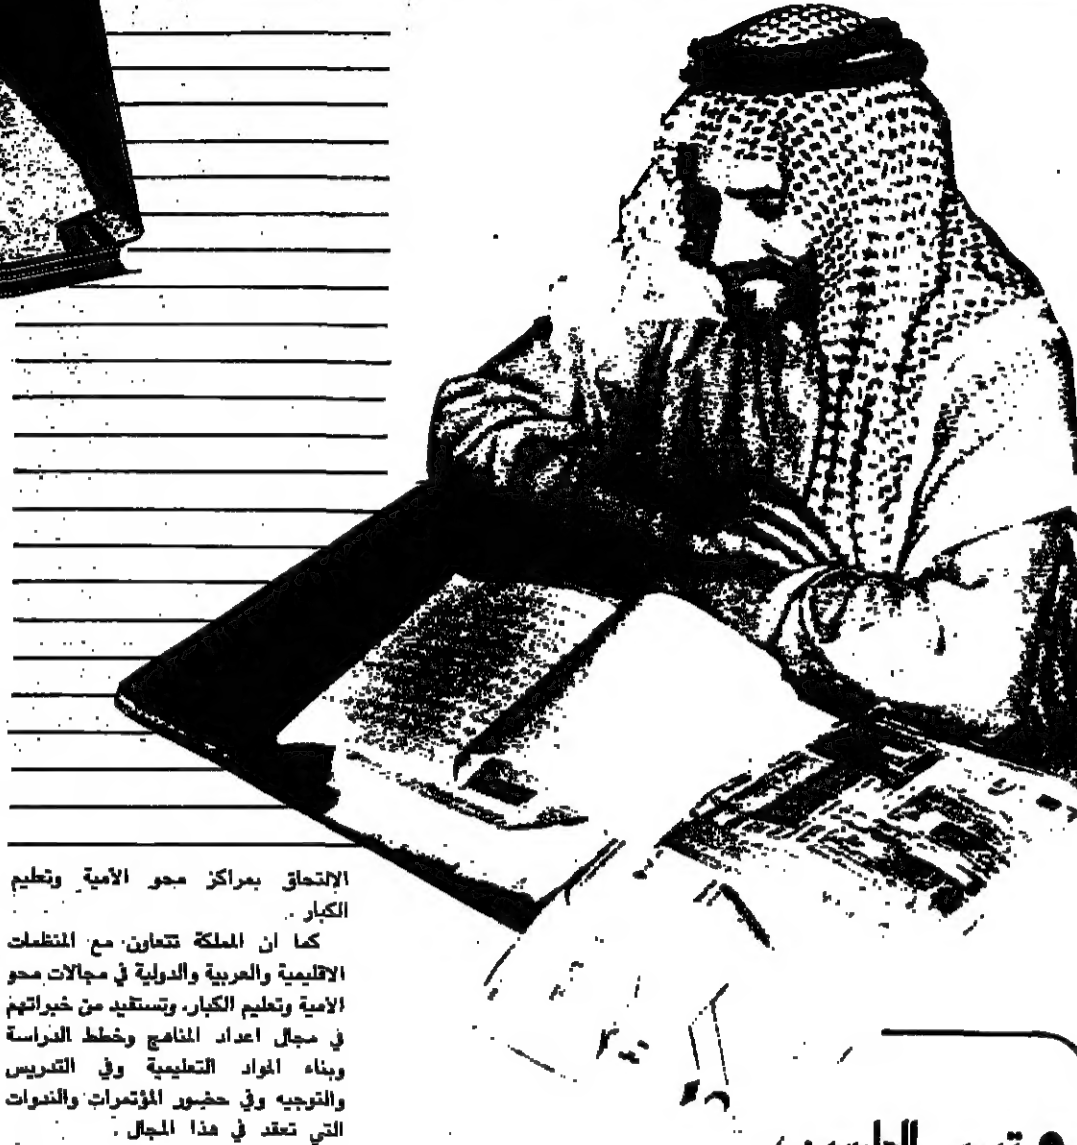 الالتحاق بمراكز محو الأمية وتعليم
الكبار .
كما ان المملكة تتعاون مع المنظمات
الاقليمية والعربية والدولية في مجالات محو
الامية وتعليم الكبار. وتستفيد من خبراتهم
في مجال اعداد المناهج وخطط الدراسة
وبناء المواد التعليمية وفي التدريس
والتوجيه وفي حضور المؤتمرات والندوات
التي تعقد في هذا المجال .